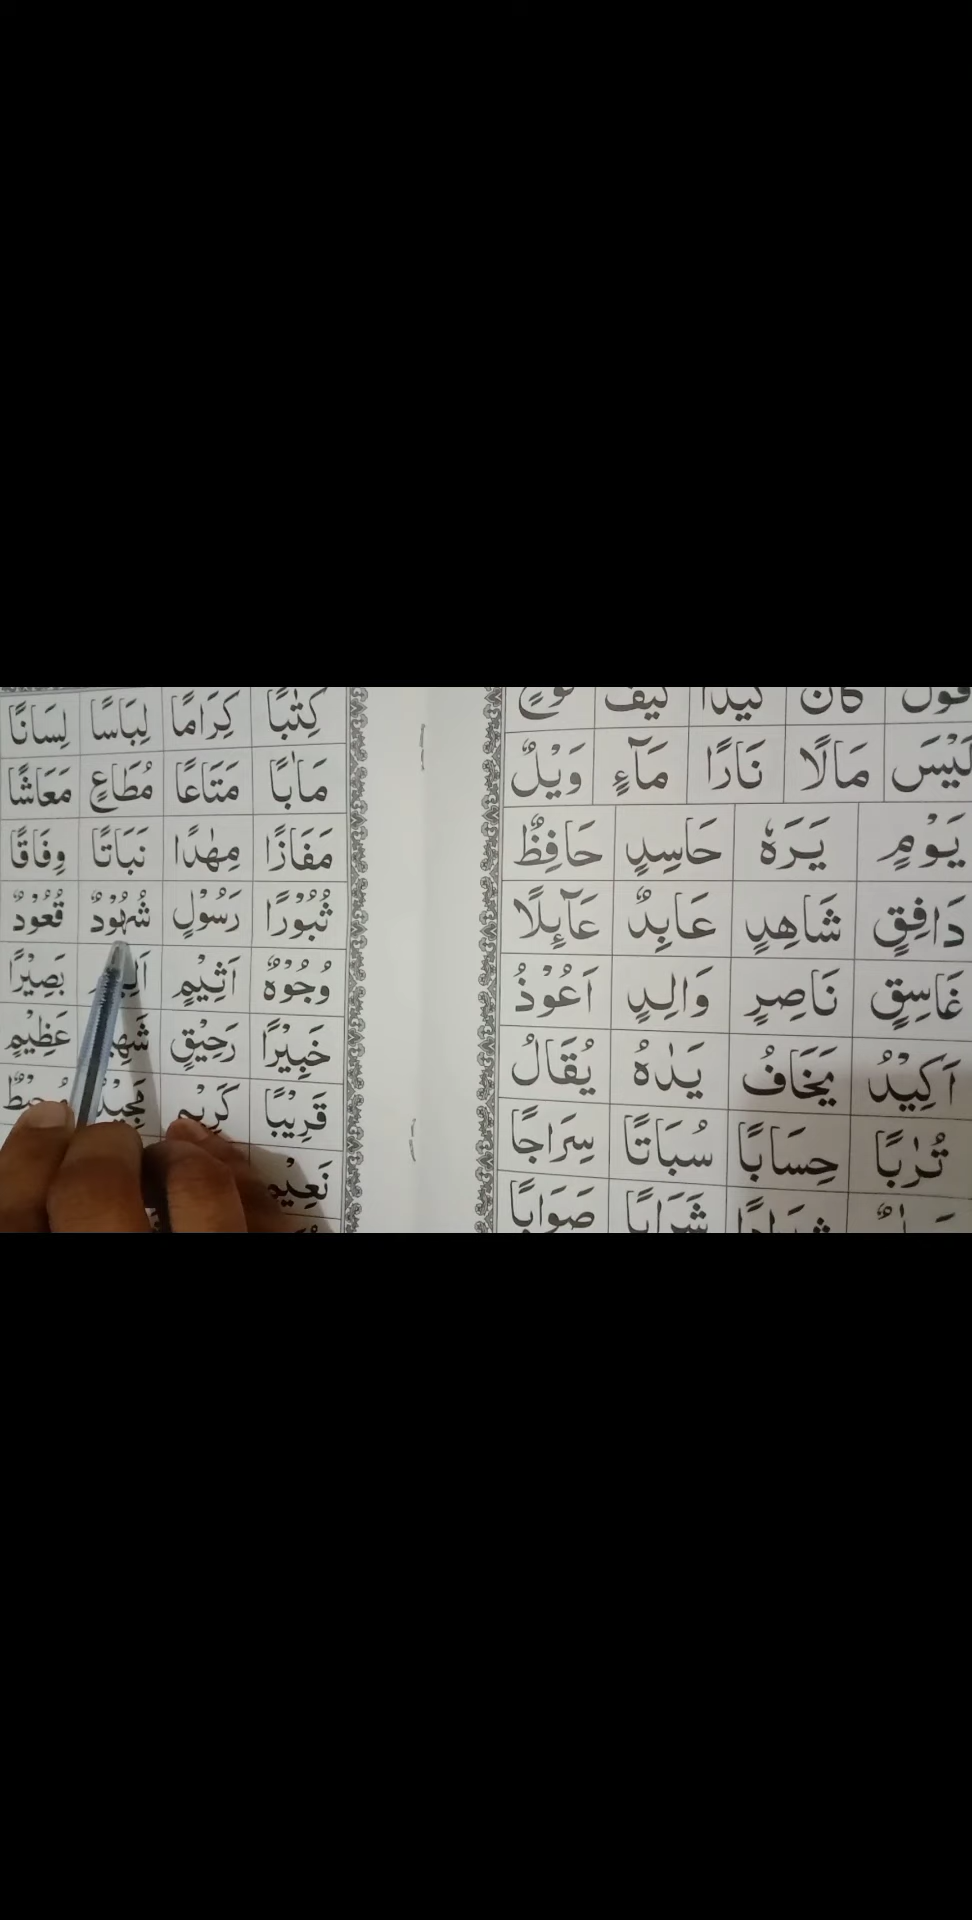 لَيْسَ مَالًا نَارًا مَآءٍ وَيْلٌ
يَوْمٍ يَرَهٗ حَاسِدٍ حَافِظٌ
دَافِقٍ شَاهِدٍ عَابِدٌ عَآئِلًا
غَاسِقٍ نَاصِرٍ وَالِدٍ اَعُوْذُ
اَكِيْدُ يَخَافُ يَدٰهُ يُقَالُ
تُرٰبًا حِسَابًا سُبَاتًا سِرَاجًا
شَرَابًا صَوَابًا
كِتٰبًا كِرَامًا لِبَاسًا لِسَانًا
مَاٰبًا مَتَاعًا مُطَاعٍ مَعَاشًا
مَفَازًا مِهٰدًا نَبَاتًا وِفَاقًا
ثُبُوْرًا رَسُوْلٍ شُهُوْدٌ قُعُوْدٌ
وُجُوْهٌ اَثِيْمٍ بَصِيْرًا
خَبِيْرًا رَحِيْقٍ عَظِيْمٍ
قَرِيْبًا كَرِيْمٍ مَجِيْدٌ
نَعِيْمٍ